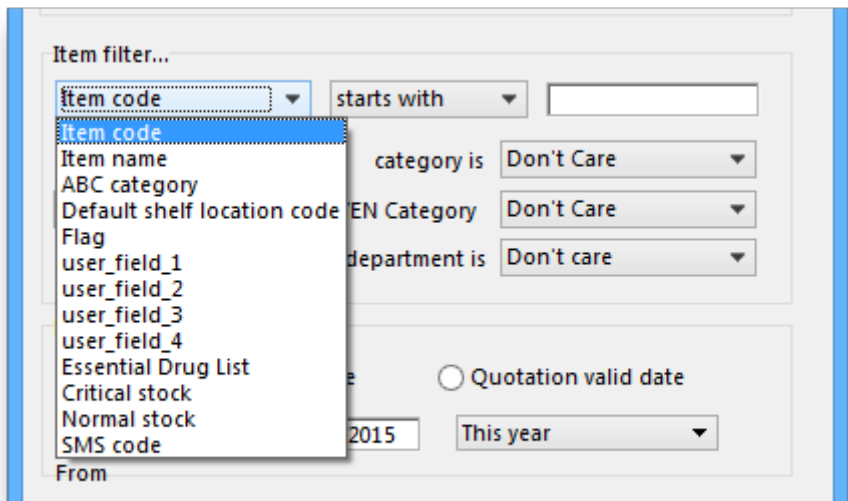 Item filter...
Item code starts with
Item code
Item name
category is Don't Care
ABC category
Default shelf location code EN Category Don't Care
Flag
user_field_1 department is Don't care
user_field_2
user_field_3
user_field_4
Essential Drug List
e Quotation valid date
Critical stock
Normal stock
2015 This year
SMS code
From